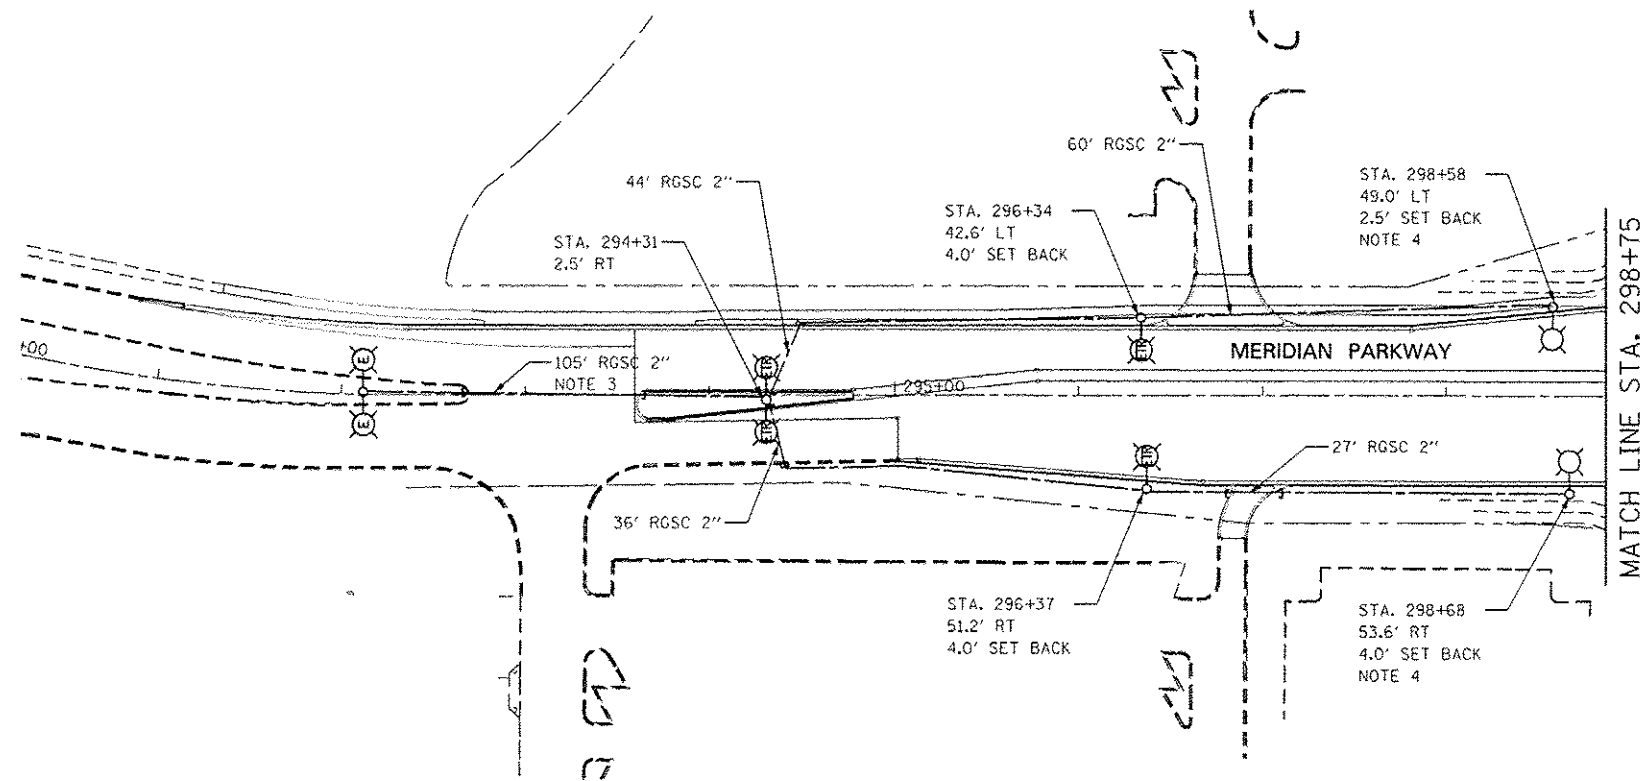 60' RGSC 2"
44' RGSC 2"
STA. 298+58
49.0' LT
2.5' SET BACK
NOTE 4
STA. 296+34
42.6' LT
4.0' SET BACK
STA. 294+31
2.5' RT
MATCH LINE STA. 298+75
+00
E
105' RGSC 2"
NOTE 3
MERIDIAN PARKWAY
295+00
E
27' RGSC 2"
36' RGSC 2"
STA. 296+37
51.2' RT
4.0' SET BACK
STA. 298+68
53.6' RT
4.0' SET BACK
NOTE 4